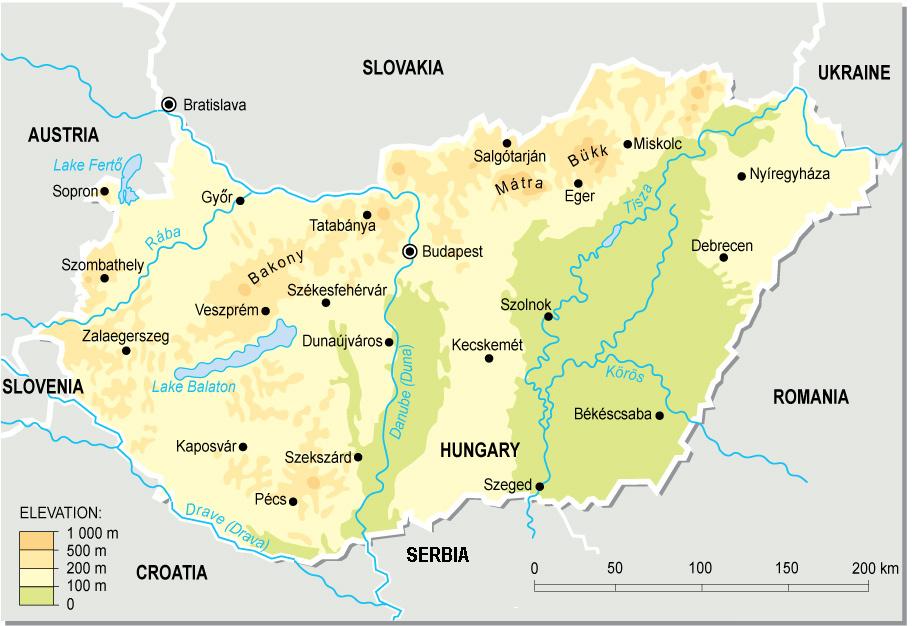 SLOVAKIA
UKRAINE
Bratislava
AUSTRIA
Lake Fertő
Sopron
Győr
Salgótarján
Bükk
Miskolc
Mátra
Eger
Nyíregyháza
Tisza
Rába
Tatabánya
Budapest
Debrecen
Szombathely
Bakony
Székesfehérvár
Veszprém
Szolnok
Zalaegerszeg
Dunaújváros
Kecskemét
Danube (Duna)
Lake Balaton
Körös
SLOVENIA
ROMANIA
Békéscsaba
Kaposvár
Szekszárd
HUNGARY
Pécs
Szeged
Drave (Drava)
SERBIA
CROATIA
ELEVATION:
1 000 m
500 m
200 m
100 m
0
0 50 100 150 200 km